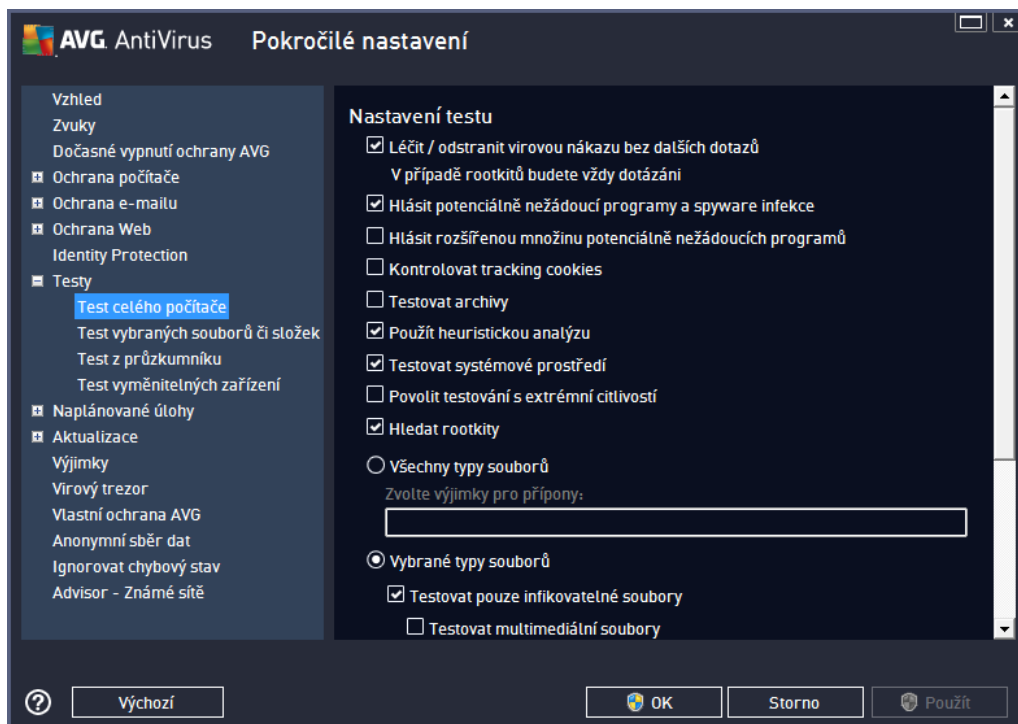 AVG AntiVirus Pokročilé nastavení
Vzhled
Zvuky
Dočasné vypnutí ochrany AVG
Ochrana počítače
Ochrana e-mailu
Ochrana Web
Identity Protection
Testy
Test celého počítače
Test vybraných souborů či složek
Test z průzkumníku
Test vyměnitelných zařízení
Naplánované úlohy
Aktualizace
Výjimky
Virový trezor
Vlastní ochrana AVG
Anonymní sběr dat
Ignorovat chybový stav
Advisor - Známé sítě
Nastavení testu
Léčit / odstranit virovou nákazu bez dalších dotazů
V případě rootkitů budete vždy dotázáni
Hlásit potenciálně nežádoucí programy a spyware infekce
Hlásit rozšířenou množinu potenciálně nežádoucích programů
Kontrolovat tracking cookies
Testovat archivy
Použít heuristickou analýzu
Testovat systémové prostředí
Povolit testování s extrémní citlivostí
Hledat rootkity
Všechny typy souborů
Zvolte výjimky pro přípony:
Vybrané typy souborů
Testovat pouze infikovatelné soubory
Testovat multimediální soubory
Výchozí
OK
Storno
Použít